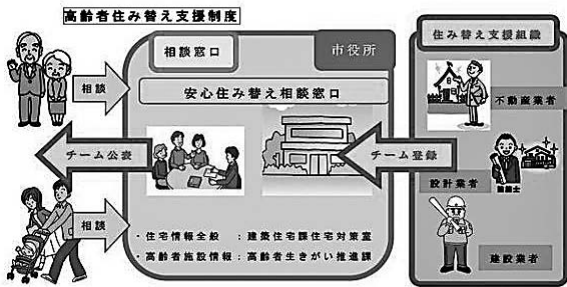 高齢者住み替え支援制度
相談窓口
市役所
住み替え支援組織
相談
安心住み替え相談窓口
不動産業者
チーム公表
チーム登録
設計業者
建築士
相談
・住宅情報全般 : 建築住宅課住宅対策室
・高齢者施設情報 : 高齢者生きがい推進課
建設業者